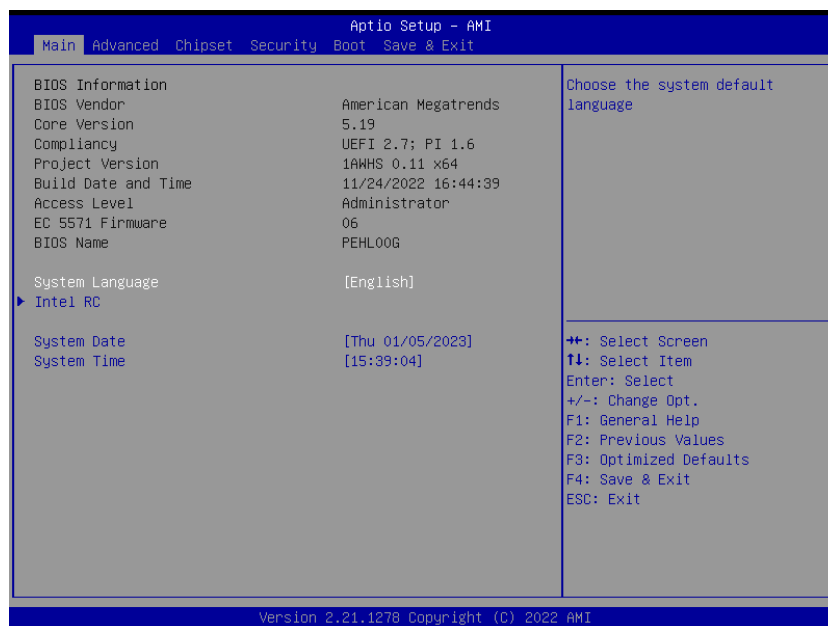 Aptio Setup – AMI
Main Advanced Chipset Security Boot Save & Exit
BIOS Information
BIOS Vendor American Megatrends
Core Version 5.19
Compliancy UEFI 2.7; PI 1.6
Project Version 1AWHS 0.11 x64
Build Date and Time 11/24/2022 16:44:39
Access Level Administrator
EC 5571 Firmware 06
BIOS Name PEHL00G
System Language [English]
Intel RC
System Date [Thu 01/05/2023]
System Time [15:39:04]
Choose the system default
language
→←: Select Screen
↑↓: Select Item
Enter: Select
+/-: Change Opt.
F1: General Help
F2: Previous Values
F3: Optimized Defaults
F4: Save & Exit
ESC: Exit
Version 2.21.1278 Copyright (C) 2022 AMI